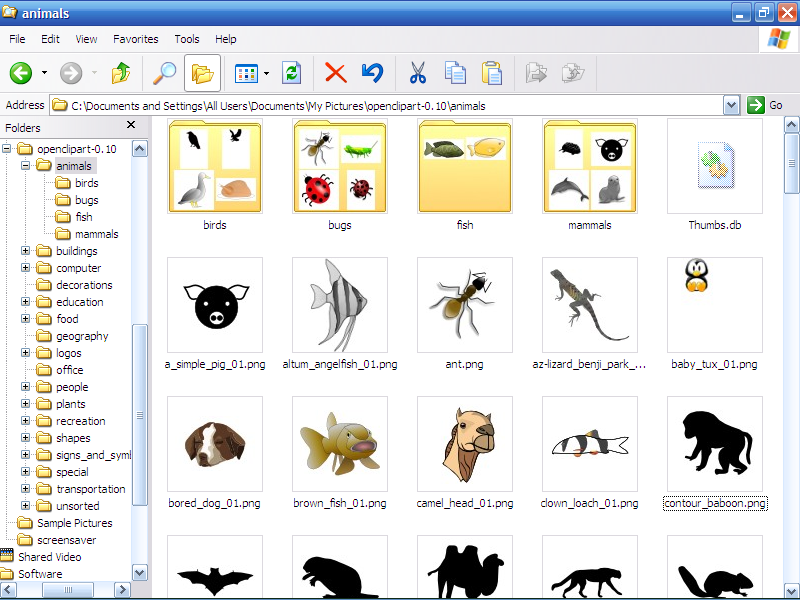 animals
File Edit View Favorites Tools Help
Address C:\Documents and Settings\All Users\Documents\My Pictures\openclipart-0.10\animals Go
Folders
openclipart-0.10
animals
birds
bugs
fish
mammals
buildings
computer
decorations
education
food
geography
logos
office
people
plants
recreation
shapes
signs_and_syml
special
transportation
unsorted
Sample Pictures
screensaver
Shared Video
Software
birds bugs fish mammals Thumbs.db
a_simple_pig_01.png altum_angelfish_01.png ant.png az-lizard_benji_park_... baby_tux_01.png
bored_dog_01.png brown_fish_01.png camel_head_01.png clown_loach_01.png contour_baboon.png